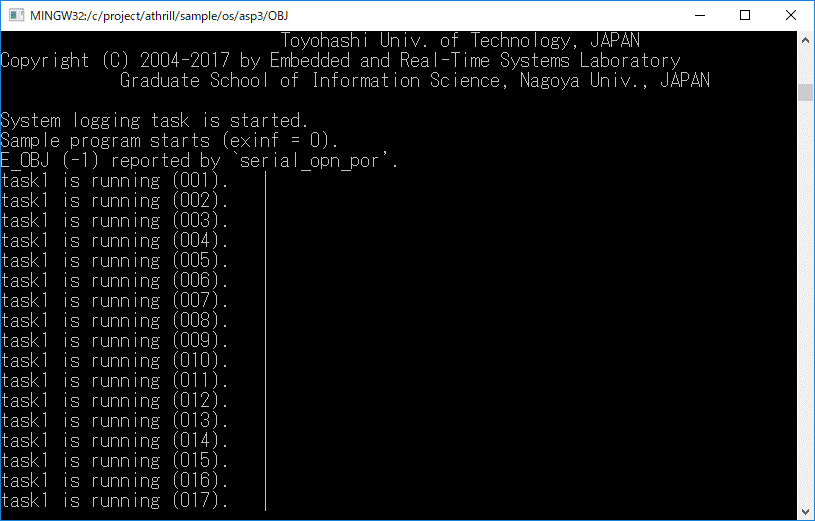 MINGW32:/c/project/athrill/sample/os/asp3/OBJ
Toyohashi Univ. of Technology, JAPAN
Copyright (C) 2004-2017 by Embedded and Real-Time Systems Laboratory
Graduate School of Information Science, Nagoya Univ., JAPAN
System logging task is started.
Sample program starts (exinf = 0).
E_OBJ (-1) reported by `serial_opn_por'.
task1 is running (001).   |
task1 is running (002).   |
task1 is running (003).   |
task1 is running (004).   |
task1 is running (005).   |
task1 is running (006).   |
task1 is running (007).   |
task1 is running (008).   |
task1 is running (009).   |
task1 is running (010).   |
task1 is running (011).   |
task1 is running (012).   |
task1 is running (013).   |
task1 is running (014).   |
task1 is running (015).   |
task1 is running (016).   |
task1 is running (017).   |